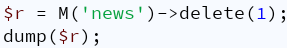 $r = M('news')->delete(1);
dump($r);